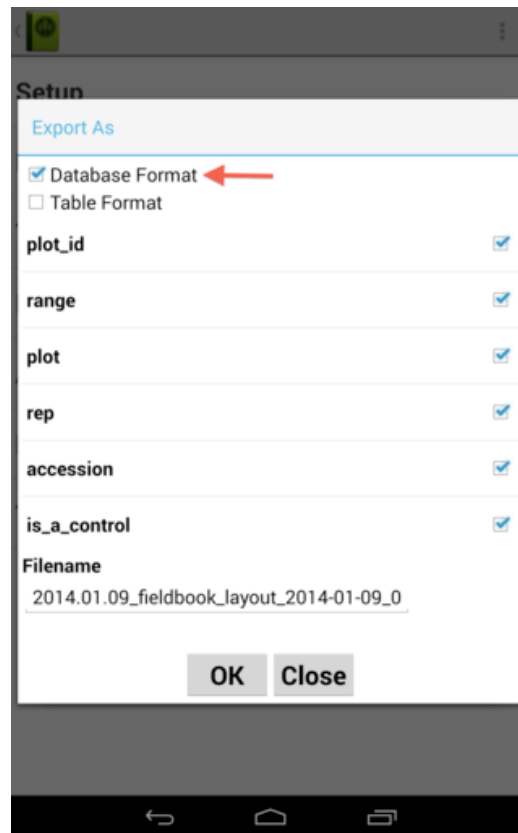 Setup
Export As
Database Format
Table Format
plot_id
range
plot
rep
accession
is_a_control
Filename
2014.01.09_fieldbook_layout_2014-01-09_0
OK Close